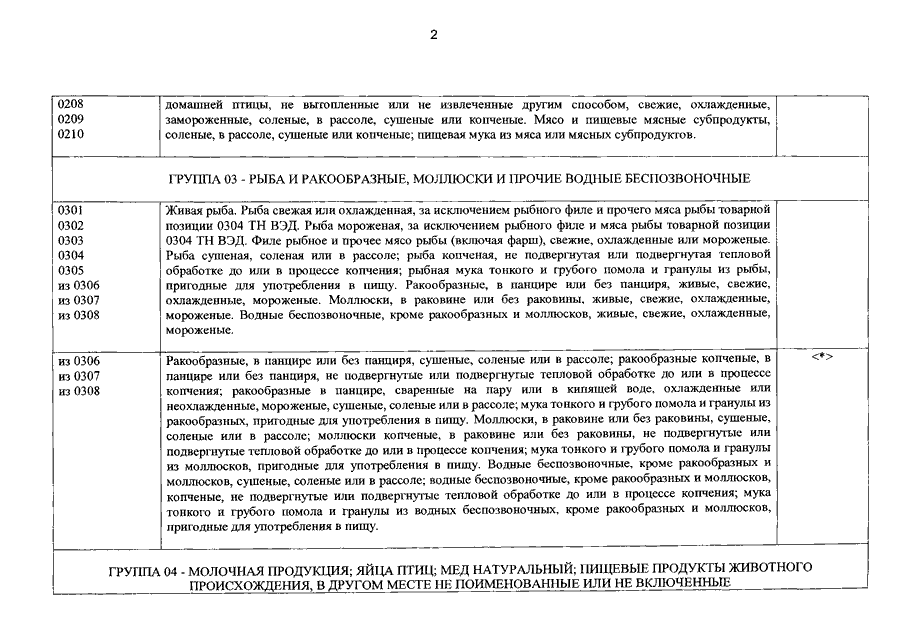 2
0208 домашней птицы, не вытопленные или не извлеченные другим способом, свежие, охлажденные,
0209 замороженные, соленые, в рассоле, сушеные или копченые. Мясо и пищевые мясные субпродукты,
0210 соленые, в рассоле, сушеные или копченые; пищевая мука из мяса или мясных субпродуктов.
ГРУППА 03 - РЫБА И РАКООБРАЗНЫЕ, МОЛЛЮСКИ И ПРОЧИЕ ВОДНЫЕ БЕСПОЗВОНОЧНЫЕ
0301 Живая рыба. Рыба свежая или охлажденная, за исключением рыбного филе и прочего мяса рыбы товарной
0302 позиции 0304 ТН ВЭД. Рыба мороженая, за исключением рыбного филе и мяса рыбы товарной позиции
0303 0304 ТН ВЭД. Филе рыбное и прочее мясо рыбы (включая фарш), свежие, охлажденные или мороженые.
0304 Рыба сушеная, соленая или в рассоле; рыба копченая, не подвергнутая или подвергнутая тепловой
0305 обработке до или в процессе копчения; рыбная мука тонкого и грубого помола и гранулы из рыбы,
из 0306 пригодные для употребления в пищу. Ракообразные, в панцире или без панциря, живые, свежие,
из 0307 охлажденные, мороженые. Моллюски, в раковине или без раковины, живые, свежие, охлажденные,
из 0308 мороженые. Водные беспозвоночные, кроме ракообразных и моллюсков, живые, свежие, охлажденные,
мороженые.
из 0306 Ракообразные, в панцире или без панциря, сушеные, соленые или в рассоле; ракообразные копченые, в <*>
из 0307 панцире или без панциря, не подвергнутые или подвергнутые тепловой обработке до или в процессе
из 0308 копчения; ракообразные в панцире, сваренные на пару или в кипящей воде, охлажденные или
неохлажденные, мороженые, сушеные, соленые или в рассоле; мука тонкого и грубого помола и гранулы из
ракообразных, пригодные для употребления в пищу. Моллюски, в раковине или без раковины, сушеные,
соленые или в рассоле; моллюски копченые, в раковине или без раковины, не подвергнутые или
подвергнутые тепловой обработке до или в процессе копчения; мука тонкого и грубого помола и гранулы
из моллюсков, пригодные для употребления в пищу. Водные беспозвоночные, кроме ракообразных и
моллюсков, сушеные, соленые или в рассоле; водные беспозвоночные, кроме ракообразных и моллюсков,
копченые, не подвергнутые или подвергнутые тепловой обработке до или в процессе копчения; мука
тонкого и грубого помола и гранулы из водных беспозвоночных, кроме ракообразных и моллюсков,
пригодные для употребления в пищу.
ГРУППА 04 - МОЛОЧНАЯ ПРОДУКЦИЯ; ЯЙЦА ПТИЦ; МЕД НАТУРАЛЬНЫЙ; ПИЩЕВЫЕ ПРОДУКТЫ ЖИВОТНОГО
ПРОИСХОЖДЕНИЯ, В ДРУГОМ МЕСТЕ НЕ ПОИМЕНОВАННЫЕ ИЛИ НЕ ВКЛЮЧЕННЫЕ